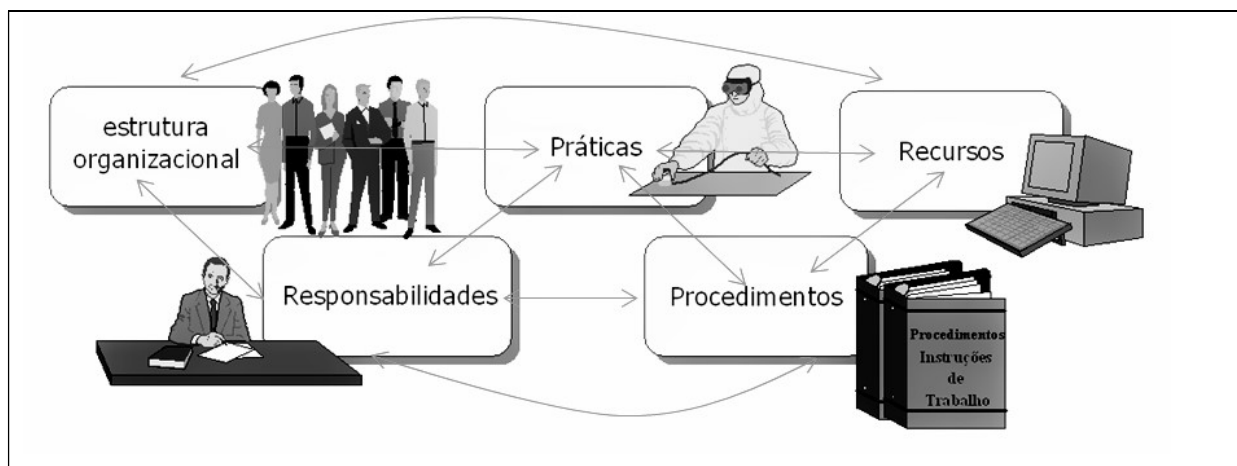 estrutura
organizacional
Práticas
Recursos
Responsabilidades
Procedimentos
Procedimentos
Instruções
de
Trabalho